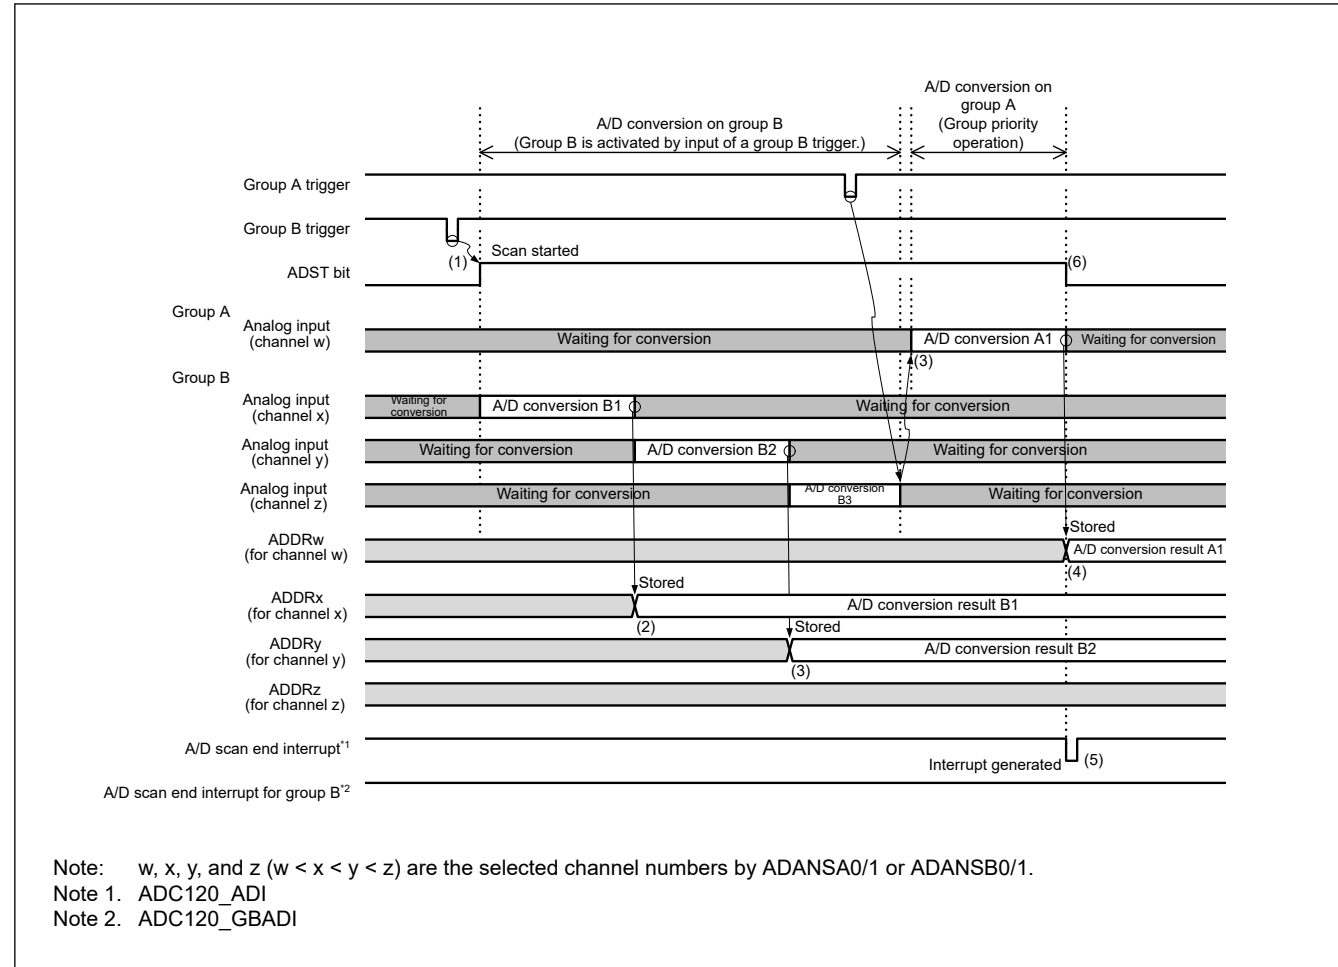 A/D conversion on
group A
(Group priority
operation)
A/D conversion on group B
(Group B is activated by input of a group B trigger.)
Group A trigger
Group B trigger
(1)
Scan started
ADST bit
(6)
Group A
Analog input
(channel w)
Waiting for conversion
A/D conversion A1
Waiting for conversion
(3)
Group B
Analog input
(channel x)
Waiting for
conversion
A/D conversion B1
Waiting for conversion
Analog input
(channel y)
Waiting for conversion
A/D conversion B2
Waiting for conversion
Analog input
(channel z)
Waiting for conversion
A/D conversion
B3
Waiting for conversion
Stored
ADDRw
(for channel w)
A/D conversion result A1
(4)
Stored
ADDRx
(for channel x)
A/D conversion result B1
(2)
Stored
ADDRy
(for channel y)
A/D conversion result B2
(3)
ADDRz
(for channel z)
A/D scan end interrupt*1
Interrupt generated
(5)
A/D scan end interrupt for group B*2
Note: w, x, y, and z (w < x < y < z) are the selected channel numbers by ADANSA0/1 or ADANSB0/1.
Note 1. ADC120_ADI
Note 2. ADC120_GBADI